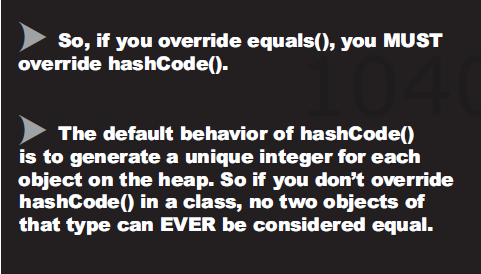 So, if you override equals(), you MUST
override hashCode().
The default behavior of hashCode()
is to generate a unique integer for each
object on the heap. So if you don’t override
hashCode() in a class, no two objects of
that type can EVER be considered equal.
1040